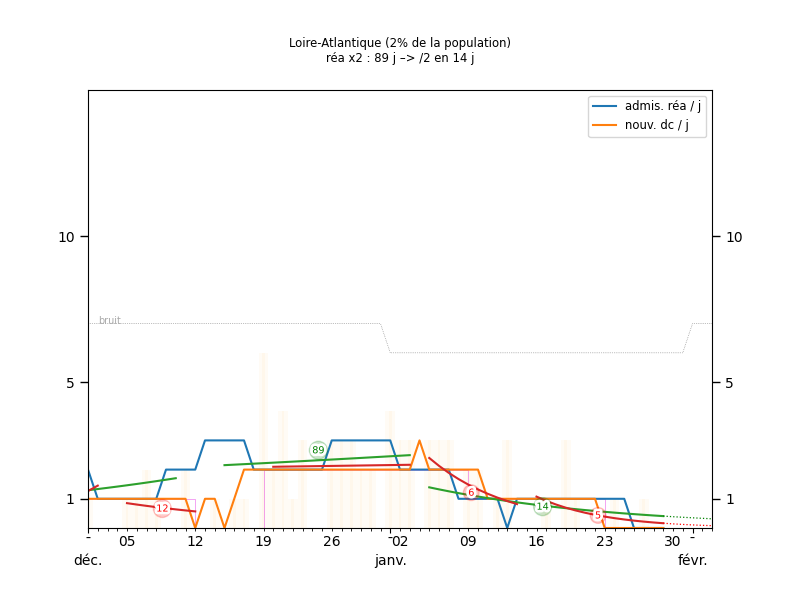 Loire-Atlantique (2% de la population)
réa x2 : 89 j –> /2 en 14 j
admis. réa / j
nouv. dc / j
10 10
bruit
5 5
89
6
14
12
5
1 1
- 05 12 19 26 -02 09 16 23 30 -
déc. janv. févr.